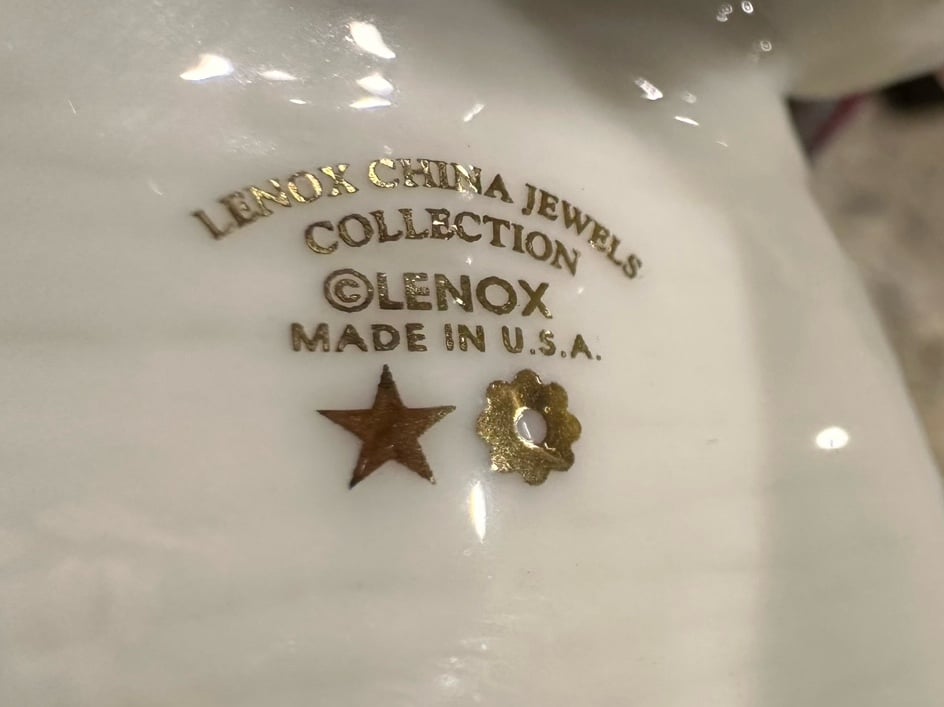 LENOX CHINA JEWELS
COLLECTION
©LENOX
MADE IN U.S.A.